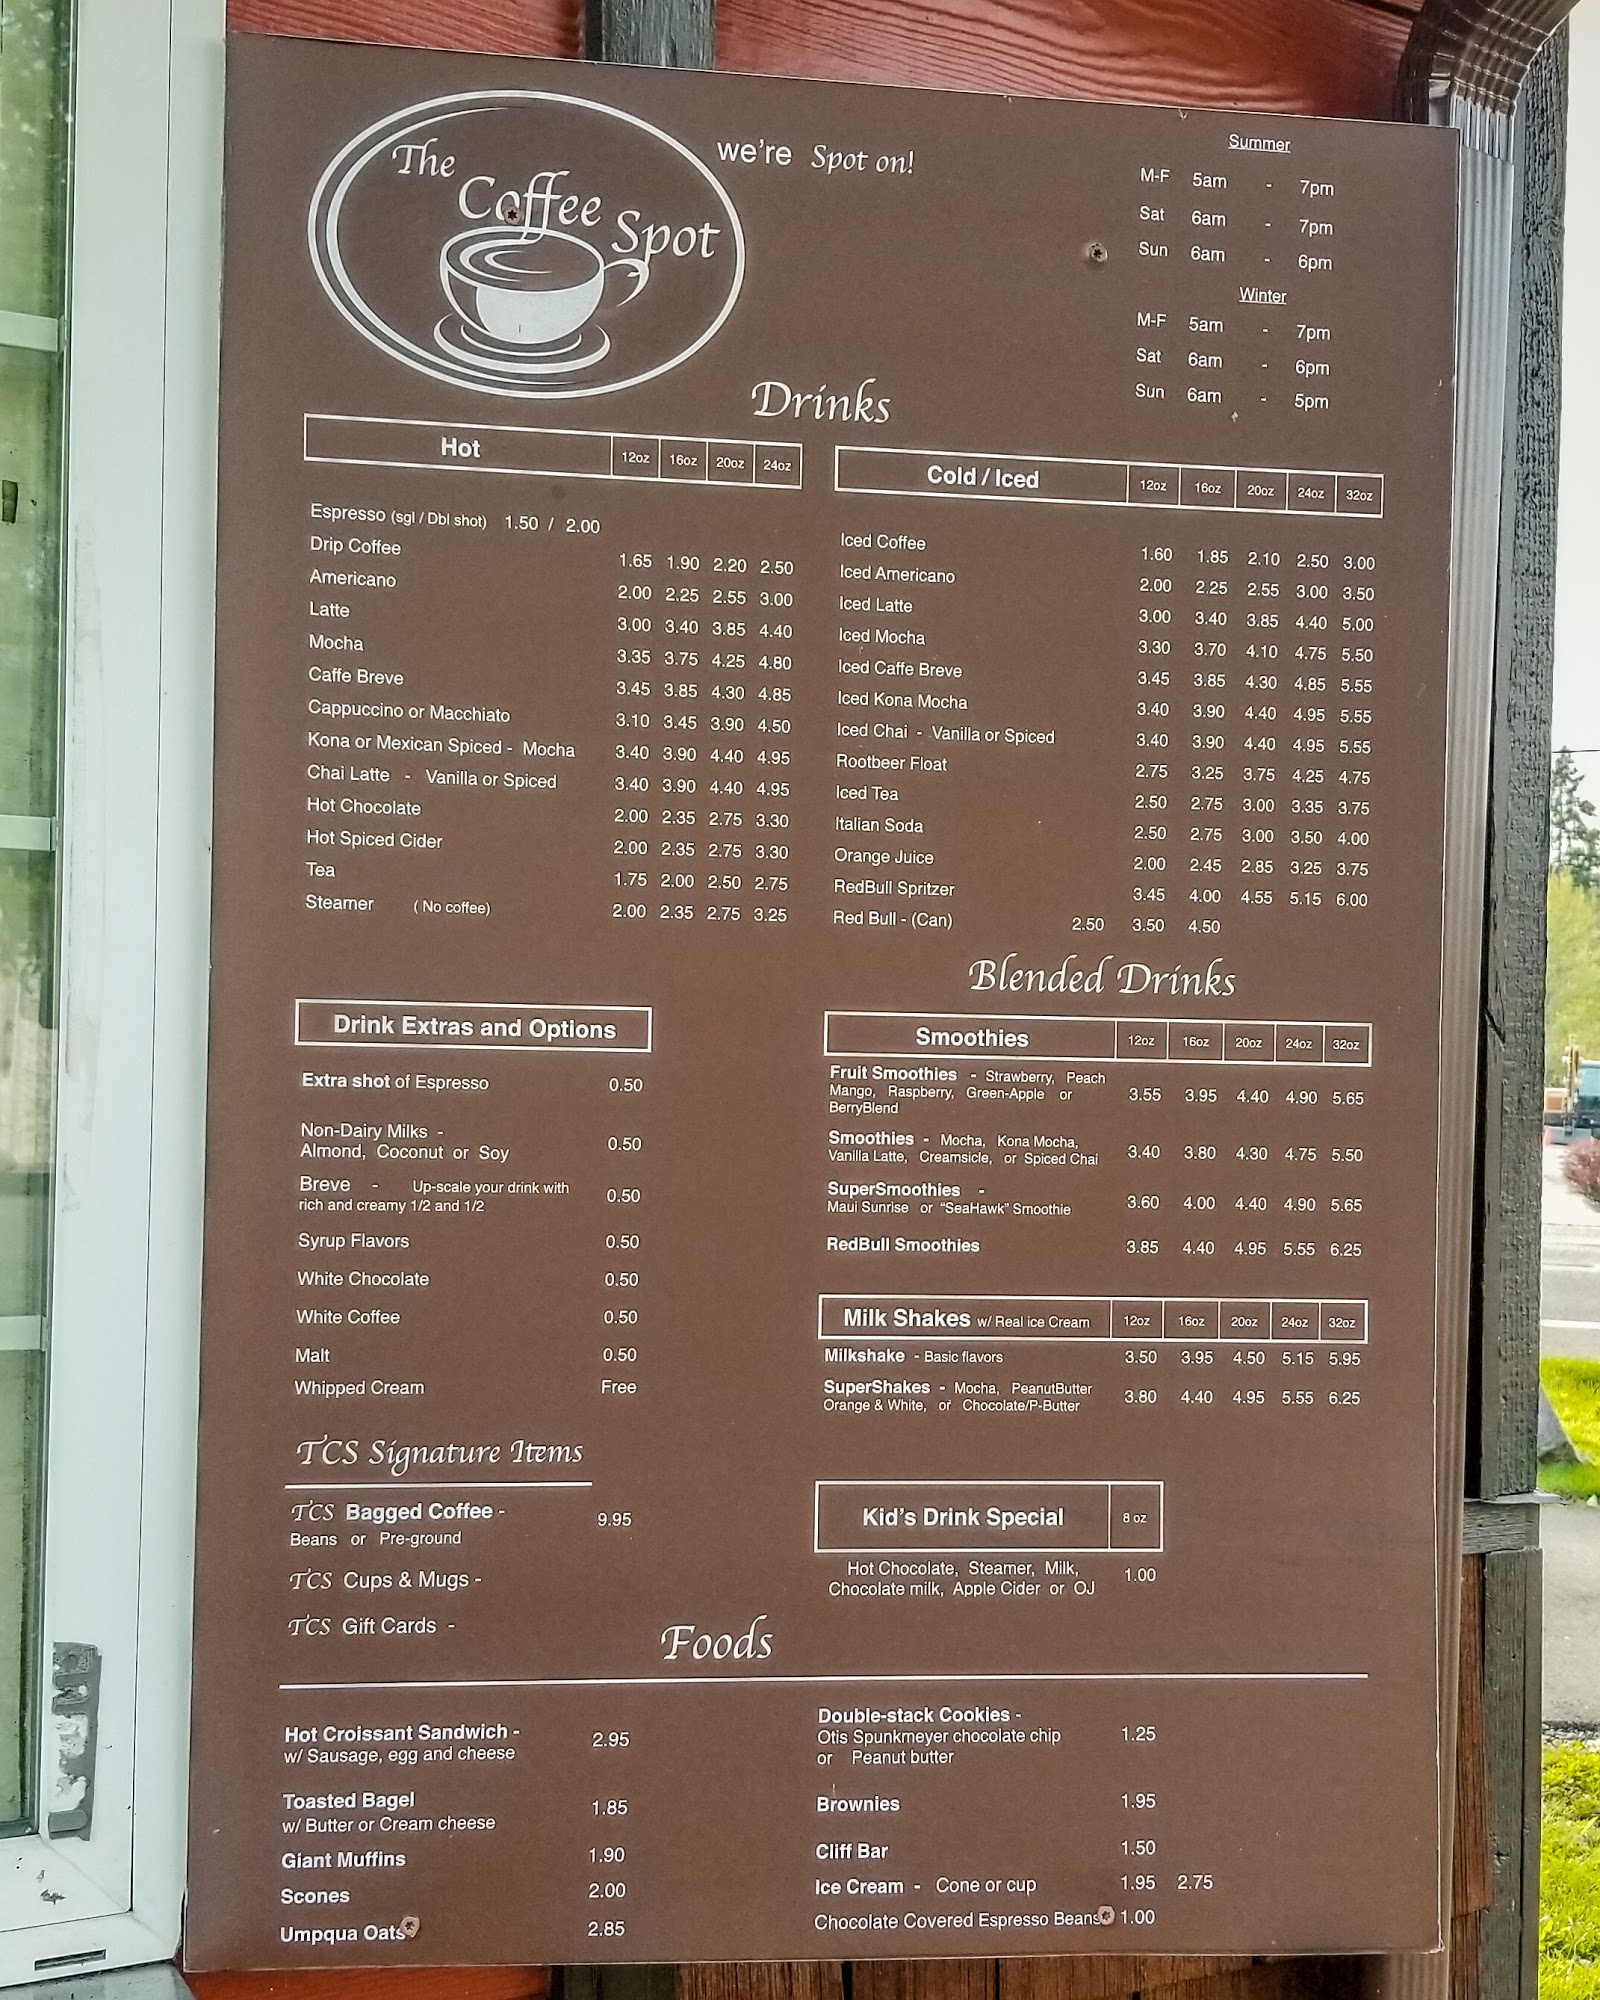 The
Coffee
Spot
we're Spot on!
Summer
M-F 5am - 7pm
Sat 6am - 7pm
Sun 6am - 6pm
Winter
M-F 5am - 7pm
Sat 6am - 6pm
Sun 6am - 5pm
Drinks
Hot 12oz 16oz 20oz 24oz
Espresso (sgl / Dbl shot) 1.50 / 2.00
Drip Coffee 1.65 1.90 2.20 2.50
Americano 2.00 2.25 2.55 3.00
Latte 3.00 3.40 3.85 4.40
Mocha 3.35 3.75 4.25 4.80
Caffe Breve 3.45 3.85 4.30 4.85
Cappuccino or Macchiato 3.10 3.45 3.90 4.50
Kona or Mexican Spiced - Mocha 3.40 3.90 4.40 4.95
Chai Latte - Vanilla or Spiced 3.40 3.90 4.40 4.95
Hot Chocolate 2.00 2.35 2.75 3.30
Hot Spiced Cider 2.00 2.35 2.75 3.30
Tea 1.75 2.00 2.50 2.75
Steamer ( No coffee) 2.00 2.35 2.75 3.25
Cold / Iced 12oz 16oz 20oz 24oz 32oz
Iced Coffee 1.60 1.85 2.10 2.50 3.00
Iced Americano 2.00 2.25 2.55 3.00 3.50
Iced Latte 3.00 3.40 3.85 4.40 5.00
Iced Mocha 3.30 3.70 4.10 4.75 5.50
Iced Caffe Breve 3.45 3.85 4.30 4.85 5.55
Iced Kona Mocha 3.40 3.90 4.40 4.95 5.55
Iced Chai - Vanilla or Spiced 3.40 3.90 4.40 4.95 5.55
Rootbeer Float 2.75 3.25 3.75 4.25 4.75
Iced Tea 2.50 2.75 3.00 3.35 3.75
Italian Soda 2.50 2.75 3.00 3.50 4.00
Orange Juice 2.00 2.45 2.85 3.25 3.75
RedBull Spritzer 3.45 4.00 4.55 5.15 6.00
Red Bull - (Can) 2.50 3.50 4.50
Drink Extras and Options
Extra shot of Espresso 0.50
Non-Dairy Milks -
Almond, Coconut or Soy 0.50
Breve - Up-scale your drink with
rich and creamy 1/2 and 1/2 0.50
Syrup Flavors 0.50
White Chocolate 0.50
White Coffee 0.50
Malt 0.50
Whipped Cream Free
TCS Signature Items
TCS Bagged Coffee - 9.95
Beans or Pre-ground
TCS Cups & Mugs -
TCS Gift Cards -
Blended Drinks
Smoothies 12oz 16oz 20oz 24oz 32oz
Fruit Smoothies - Strawberry, Peach
Mango, Raspberry, Green-Apple or 3.55 3.95 4.40 4.90 5.65
BerryBlend
Smoothies - Mocha, Kona Mocha,
Vanilla Latte, Creamsicle, or Spiced Chai 3.40 3.80 4.30 4.75 5.50
SuperSmoothies -
Maui Sunrise or "SeaHawk" Smoothie 3.60 4.00 4.40 4.90 5.65
RedBull Smoothies 3.85 4.40 4.95 5.55 6.25
Milk Shakes w/ Real ice Cream 12oz 16oz 20oz 24oz 32oz
Milkshake - Basic flavors 3.50 3.95 4.50 5.15 5.95
SuperShakes - Mocha, PeanutButter
Orange & White, or Chocolate/P-Butter 3.80 4.40 4.95 5.55 6.25
Kid's Drink Special 8 oz
Hot Chocolate, Steamer, Milk,
Chocolate milk, Apple Cider or OJ 1.00
Foods
Hot Croissant Sandwich - 2.95
w/ Sausage, egg and cheese
Toasted Bagel 1.85
w/ Butter or Cream cheese
Giant Muffins 1.90
Scones 2.00
Umpqua Oats 2.85
Double-stack Cookies -
Otis Spunkmeyer chocolate chip 1.25
or Peanut butter
Brownies 1.95
Cliff Bar 1.50
Ice Cream - Cone or cup 1.95 2.75
Chocolate Covered Espresso Beans 1.00